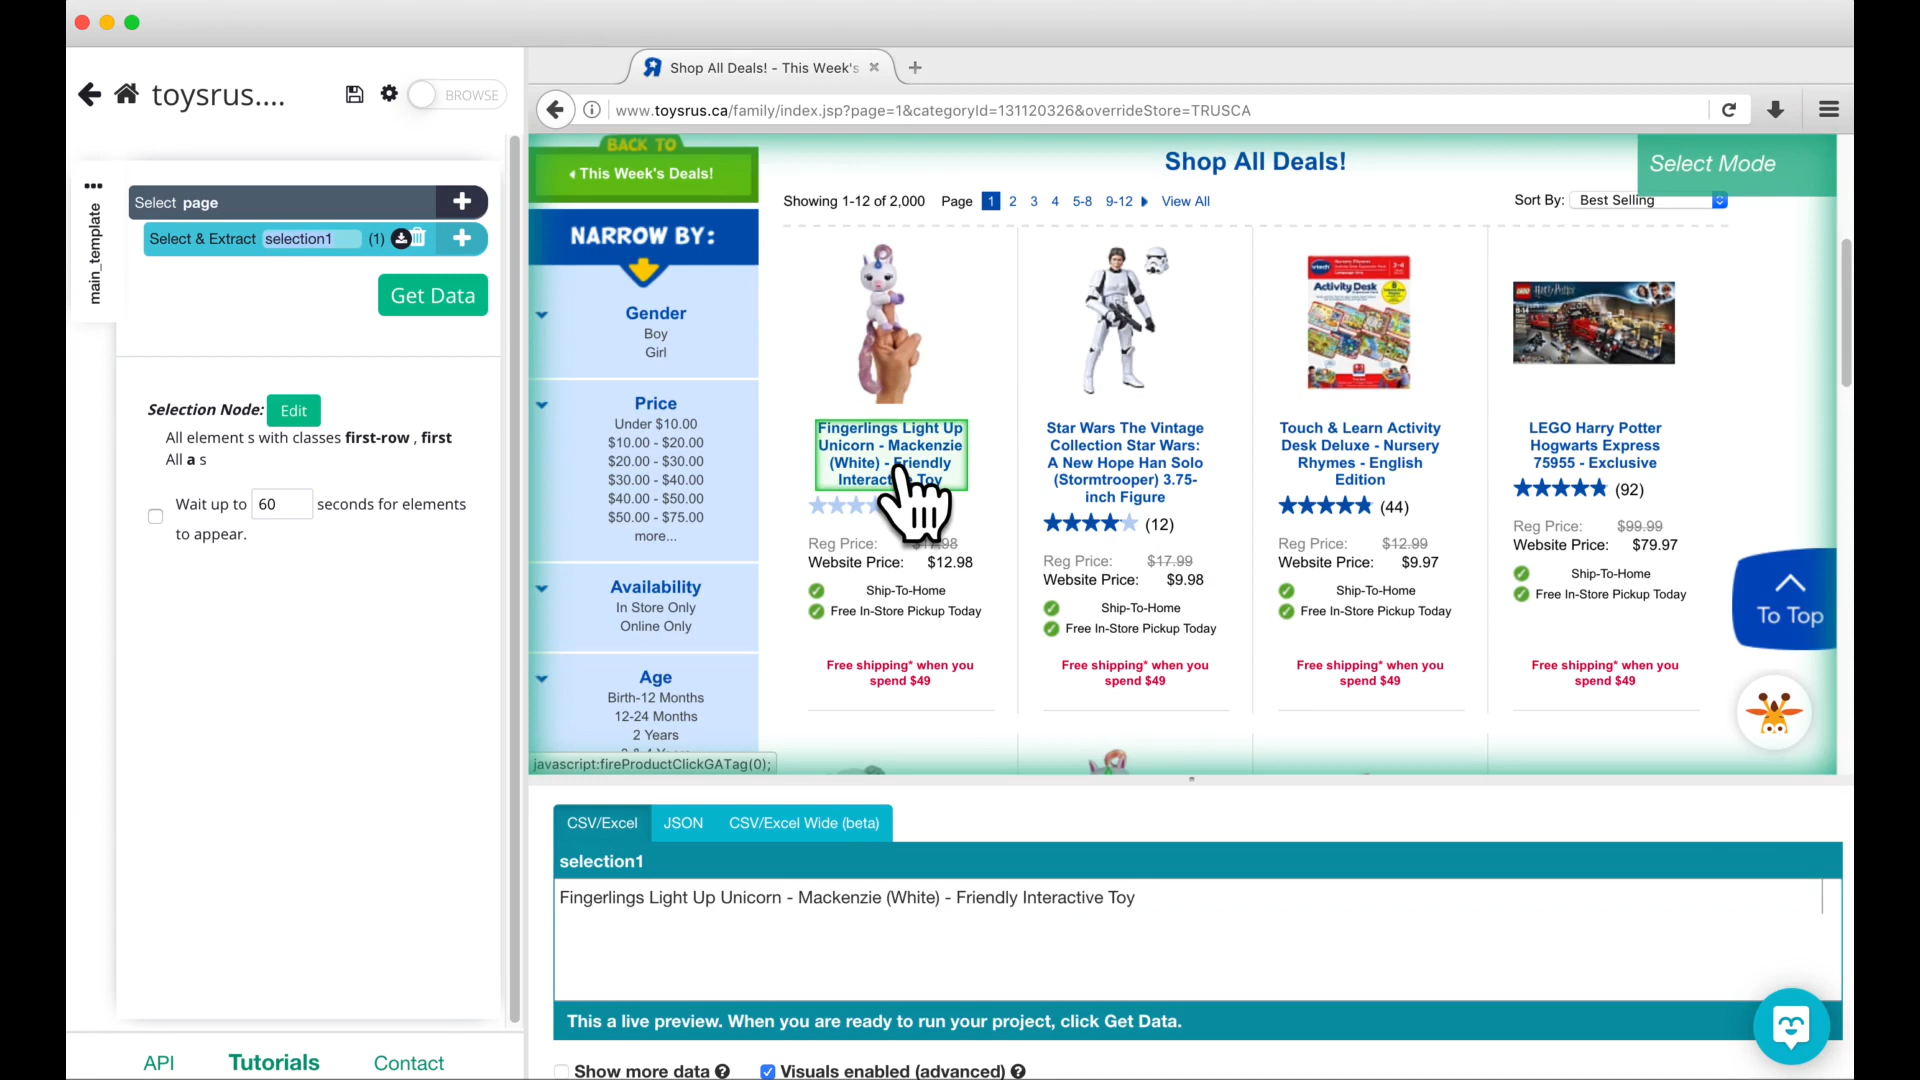 toysrus....
BROWSE
main_template
Select page
Select & Extract selection1 (1)
Get Data
Selection Node: Edit
All element s with classes first-row , first
All a s
Wait up to 60 seconds for elements
to appear.
API Tutorials Contact
Shop All Deals! - This Week's
www.toysrus.ca/family/index.jsp?page=1&categoryId=131120326&overrideStore=TRUSCA
BACK TO
This Week's Deals!
Shop All Deals!
Select Mode
Showing 1-12 of 2,000 Page 1 2 3 4 5-8 9-12 View All
Sort By: Best Selling
NARROW BY:
Gender
Boy
Girl
Price
Under $10.00
$10.00 - $20.00
$20.00 - $30.00
$30.00 - $40.00
$40.00 - $50.00
$50.00 - $75.00
more...
Availability
In Store Only
Online Only
Age
Birth-12 Months
12-24 Months
2 Years
javascript:fireProductClickGATag(0);
Fingerlings Light Up
Unicorn - Mackenzie
(White) - Friendly
Toy
Reg Price:
Website Price: $12.98
Ship-To-Home
Free In-Store Pickup Today
Free shipping* when you
spend $49
Star Wars The Vintage
Collection Star Wars:
A New Hope Han Solo
(Stormtrooper) 3.75-
inch Figure
(12)
Reg Price: $17.99
Website Price: $9.98
Ship-To-Home
Free In-Store Pickup Today
Free shipping* when you
spend $49
vtech
Activity Desk
Touch & Learn Activity
Desk Deluxe - Nursery
Rhymes - English
Edition
(44)
Reg Price: $12.99
Website Price: $9.97
Ship-To-Home
Free In-Store Pickup Today
Free shipping* when you
spend $49
LEGO Harry Potter
LEGO Harry Potter
Hogwarts Express
75955 - Exclusive
(92)
Reg Price: $99.99
Website Price: $79.97
Ship-To-Home
Free In-Store Pickup Today
Free shipping* when you
spend $49
To Top
CSV/Excel JSON CSV/Excel Wide (beta)
selection1
Fingerlings Light Up Unicorn - Mackenzie (White) - Friendly Interactive Toy
This a live preview. When you are ready to run your project, click Get Data.
Show more data Visuals enabled (advanced)